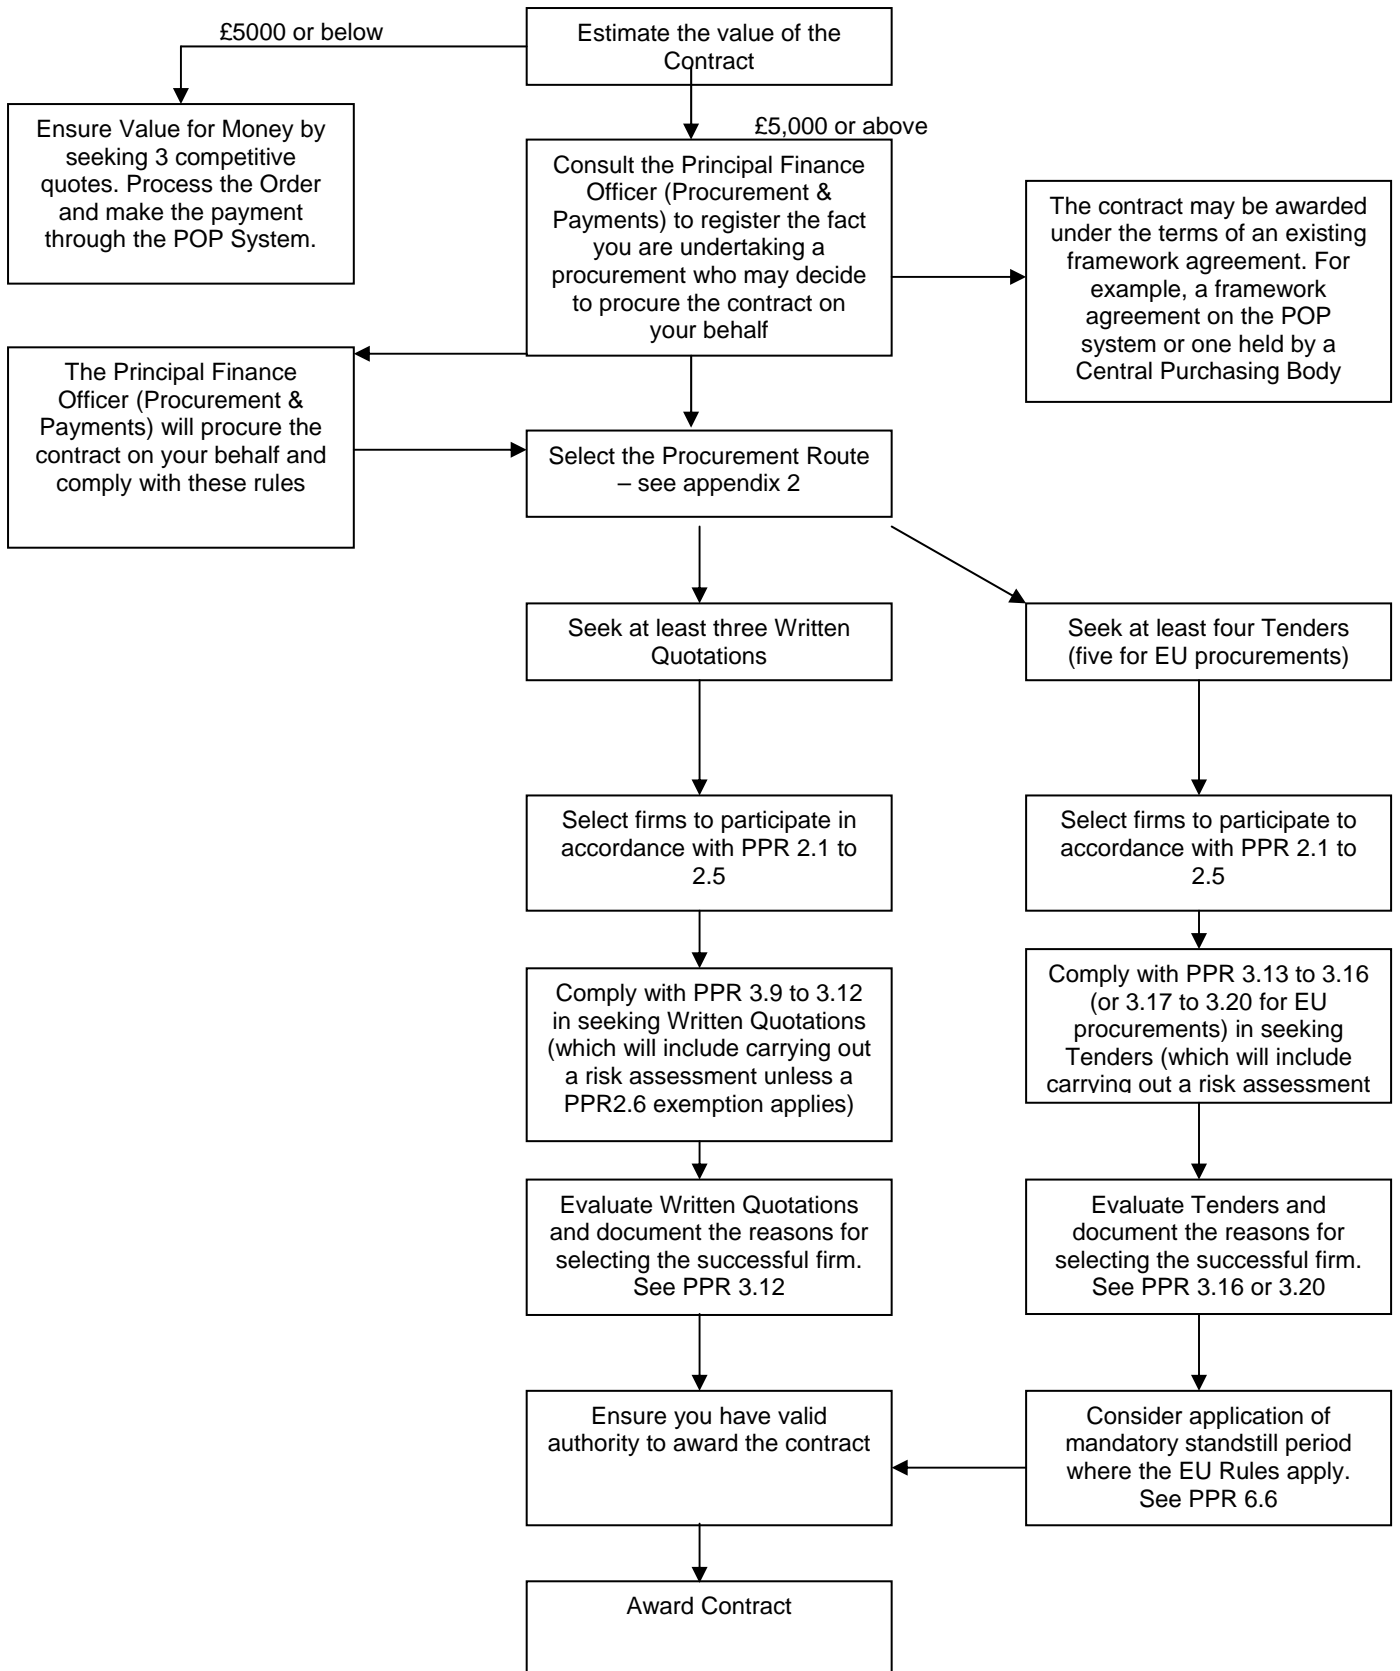 £5000 or below
Estimate the value of the
Contract
Ensure Value for Money by
seeking 3 competitive
quotes. Process the Order
and make the payment
through the POP System.
£5,000 or above
Consult the Principal Finance
Officer (Procurement &
Payments) to register the fact
you are undertaking a
procurement who may decide
to procure the contract on
your behalf
The contract may be awarded
under the terms of an existing
framework agreement. For
example, a framework
agreement on the POP
system or one held by a
Central Purchasing Body
The Principal Finance
Officer (Procurement &
Payments) will procure the
contract on your behalf and
comply with these rules
Select the Procurement Route
– see appendix 2
Seek at least three Written
Quotations
Seek at least four Tenders
(five for EU procurements)
Select firms to participate in
accordance with PPR 2.1 to
2.5
Select firms to participate to
accordance with PPR 2.1 to
2.5
Comply with PPR 3.9 to 3.12
in seeking Written Quotations
(which will include carrying out
a risk assessment unless a
PPR2.6 exemption applies)
Comply with PPR 3.13 to 3.16
(or 3.17 to 3.20 for EU
procurements) in seeking
Tenders (which will include
carrying out a risk assessment
Evaluate Written Quotations
and document the reasons for
selecting the successful firm.
See PPR 3.12
Evaluate Tenders and
document the reasons for
selecting the successful firm.
See PPR 3.16 or 3.20
Ensure you have valid
authority to award the contract
Consider application of
mandatory standstill period
where the EU Rules apply.
See PPR 6.6
Award Contract